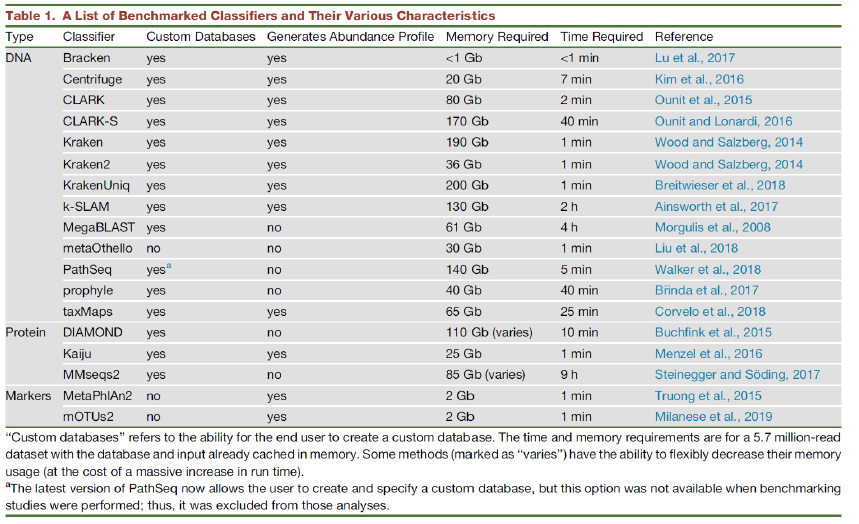 Table 1. A List of Benchmarked Classifiers and Their Various Characteristics
Type Classifier Custom Databases Generates Abundance Profile Memory Required Time Required Reference
DNA Bracken yes yes <1 Gb <1 min Lu et al., 2017
Centrifuge yes yes 20 Gb 7 min Kim et al., 2016
CLARK yes yes 80 Gb 2 min Ounit et al., 2015
CLARK-S yes yes 170 Gb 40 min Ounit and Lonardi, 2016
Kraken yes yes 190 Gb 1 min Wood and Salzberg, 2014
Kraken2 yes yes 36 Gb 1 min Wood and Salzberg, 2014
KrakenUniq yes yes 200 Gb 1 min Breitwieser et al., 2018
k-SLAM yes yes 130 Gb 2 h Ainsworth et al., 2017
MegaBLAST yes no 61 Gb 4 h Morgulis et al., 2008
metaOthello no no 30 Gb 1 min Liu et al., 2018
PathSeq yesa no 140 Gb 5 min Walker et al., 2018
prophyle yes no 40 Gb 40 min Břinda et al., 2017
taxMaps yes yes 65 Gb 25 min Corvelo et al., 2018
Protein DIAMOND yes no 110 Gb (varies) 10 min Buchfink et al., 2015
Kaiju yes yes 25 Gb 1 min Menzel et al., 2016
MMseqs2 yes no 85 Gb (varies) 9 h Steinegger and Söding, 2017
Markers MetaPhlAn2 no yes 2 Gb 1 min Truong et al., 2015
mOTUs2 no yes 2 Gb 1 min Milanese et al., 2019
“Custom databases” refers to the ability for the end user to create a custom database. The time and memory requirements are for a 5.7 million-read
dataset with the database and input already cached in memory. Some methods (marked as “varies”) have the ability to flexibly decrease their memory
usage (at the cost of a massive increase in run time).
aThe latest version of PathSeq now allows the user to create and specify a custom database, but this option was not available when benchmarking
studies were performed; thus, it was excluded from those analyses.